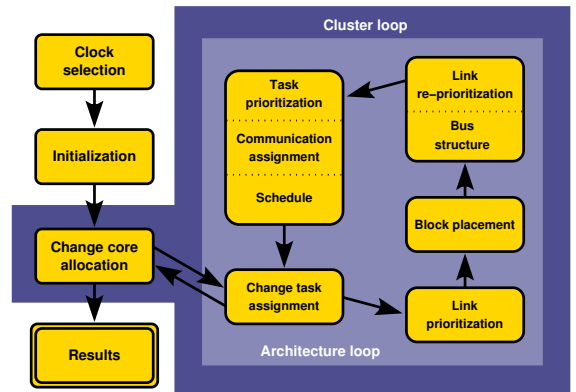 Cluster loop
Clock
selection
Initialization
Change core
allocation
Results
Task
prioritization
Communication
assignment
Schedule
Change task
assignment
Link
re-prioritization
Bus
structure
Block placement
Link
prioritization
Architecture loop